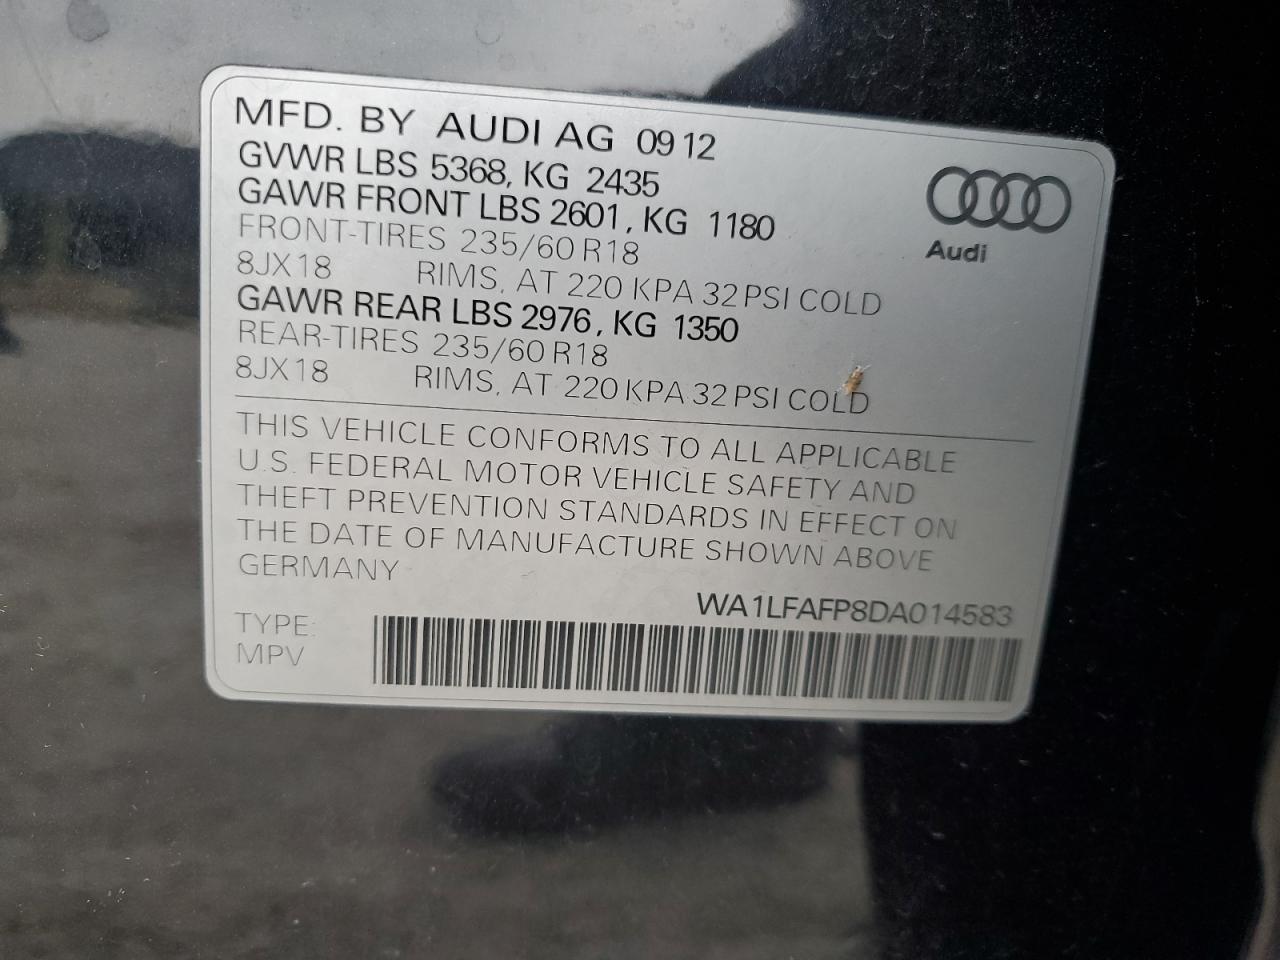 MFD. BY AUDI AG 09 12
GVWR LBS 5368, KG 2435
GAWR FRONT LBS 2601, KG 1180
FRONT-TIRES 235/60 R18
8JX18 RIMS, AT 220 KPA 32 PSI COLD
GAWR REAR LBS 2976, KG 1350
REAR-TIRES 235/60 R18
8JX18 RIMS, AT 220 KPA 32 PSI COLD
Audi
THIS VEHICLE CONFORMS TO ALL APPLICABLE
U.S. FEDERAL MOTOR VEHICLE SAFETY AND
THEFT PREVENTION STANDARDS IN EFFECT ON
THE DATE OF MANUFACTURE SHOWN ABOVE
GERMANY
WA1LFAFP8DA014583
TYPE:
MPV